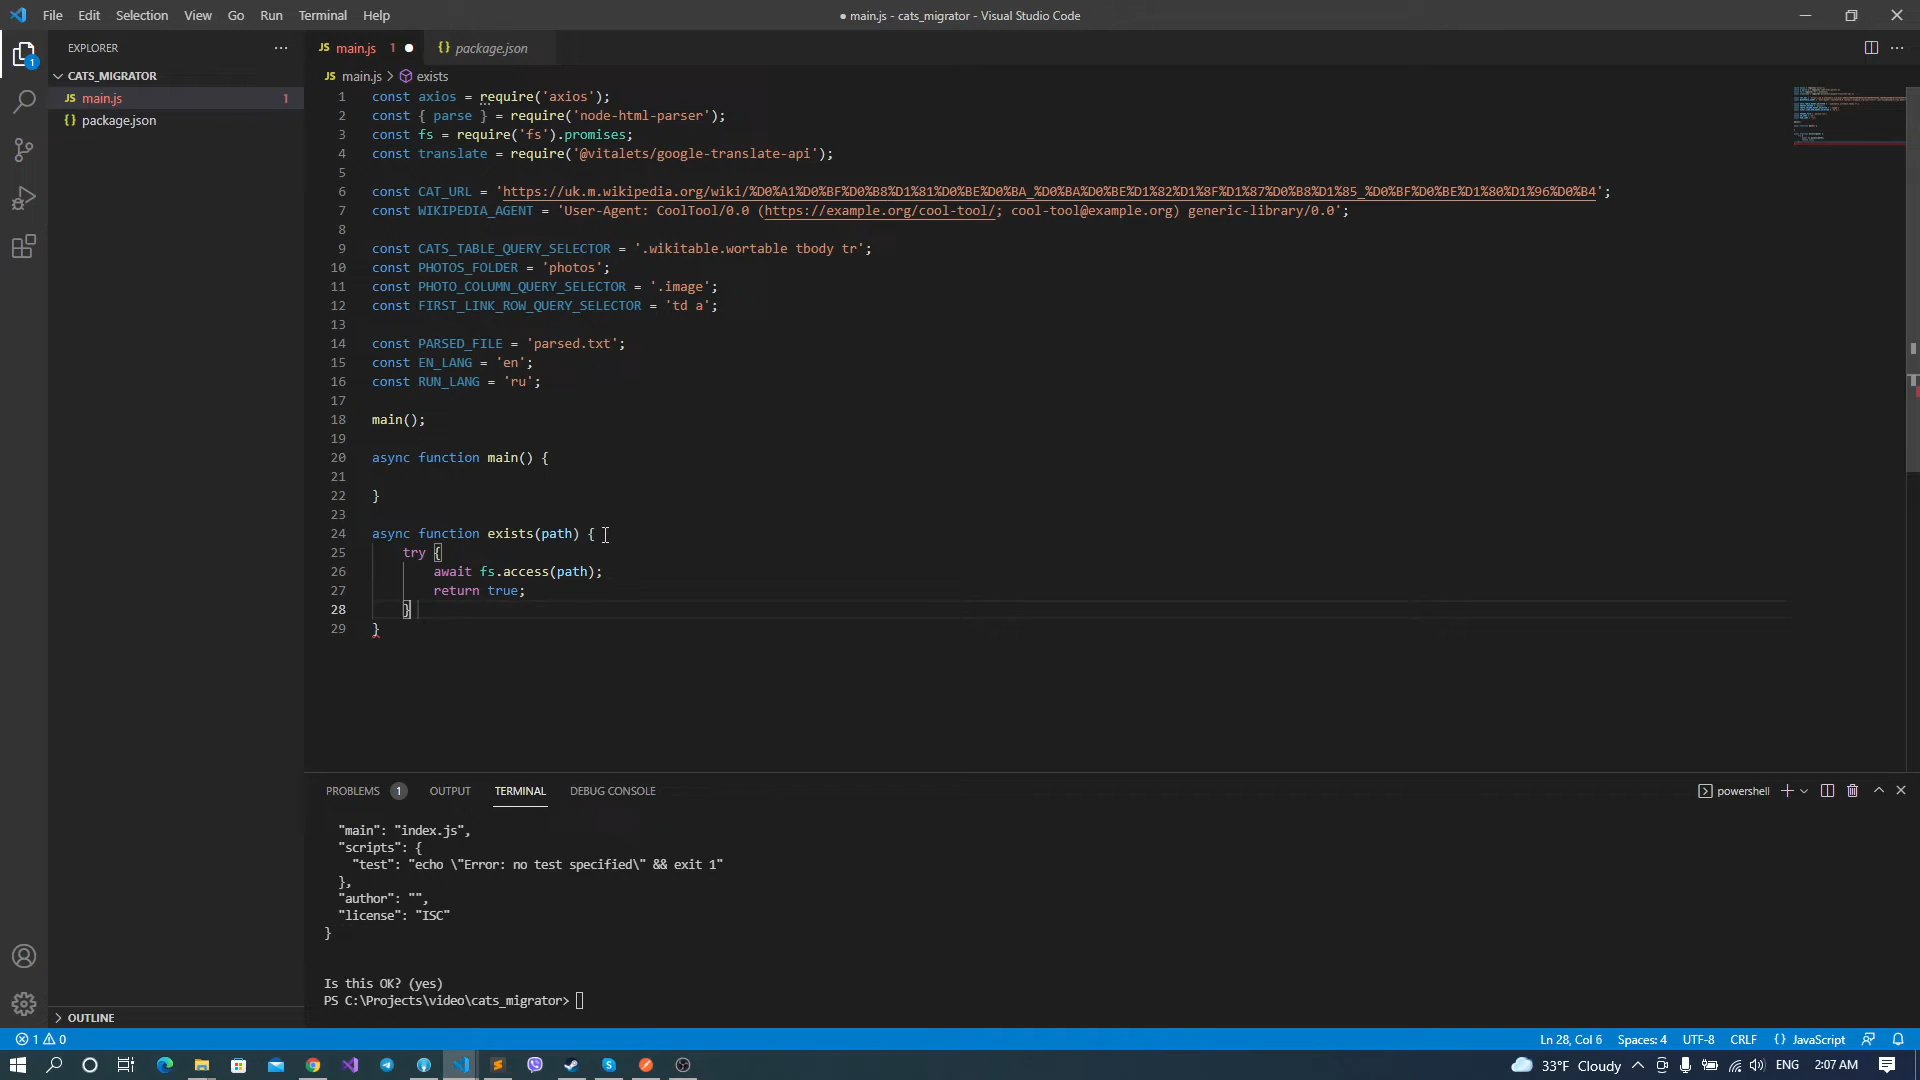 File Edit Selection View Go Run Terminal Help
● main.js - cats_migrator - Visual Studio Code
EXPLORER
CATS_MIGRATOR
JS main.js 1
{} package.json
OUTLINE
JS main.js 1 ●
{} package.json
JS main.js > exists
1 const axios = require('axios');
2 const { parse } = require('node-html-parser');
3 const fs = require('fs').promises;
4 const translate = require('@vitalets/google-translate-api');
5
6 const CAT_URL = 'https://uk.m.wikipedia.org/wiki/%D0%A1%D0%BF%D0%B8%D1%81%D0%BE%D0%BA_%D0%BA%D0%BE%D1%82%D1%8F%D1%87%D0%B8%D1%85_%D0%BF%D0%BE%D1%80%D1%96%D0%B4';
7 const WIKIPEDIA_AGENT = 'User-Agent: CoolTool/0.0 (https://example.org/cool-tool/; cool-tool@example.org) generic-library/0.0';
8
9 const CATS_TABLE_QUERY_SELECTOR = '.wikitable.wortable tbody tr';
10 const PHOTOS_FOLDER = 'photos';
11 const PHOTO_COLUMN_QUERY_SELECTOR = '.image';
12 const FIRST_LINK_ROW_QUERY_SELECTOR = 'td a';
13
14 const PARSED_FILE = 'parsed.txt';
15 const EN_LANG = 'en';
16 const RUN_LANG = 'ru';
17
18 main();
19
20 async function main() {
21
22 }
23
24 async function exists(path) {
25 try {
26 await fs.access(path);
27 return true;
28 }
29 }
PROBLEMS 1 OUTPUT TERMINAL DEBUG CONSOLE
powershell
"main": "index.js",
"scripts": {
"test": "echo \"Error: no test specified\" && exit 1"
},
"author": "",
"license": "ISC"
}
Is this OK? (yes)
PS C:\Projects\video\cats_migrator>
1 0
Ln 28, Col 6 Spaces: 4 UTF-8 CRLF {} JavaScript
33°F Cloudy ENG 2:07 AM